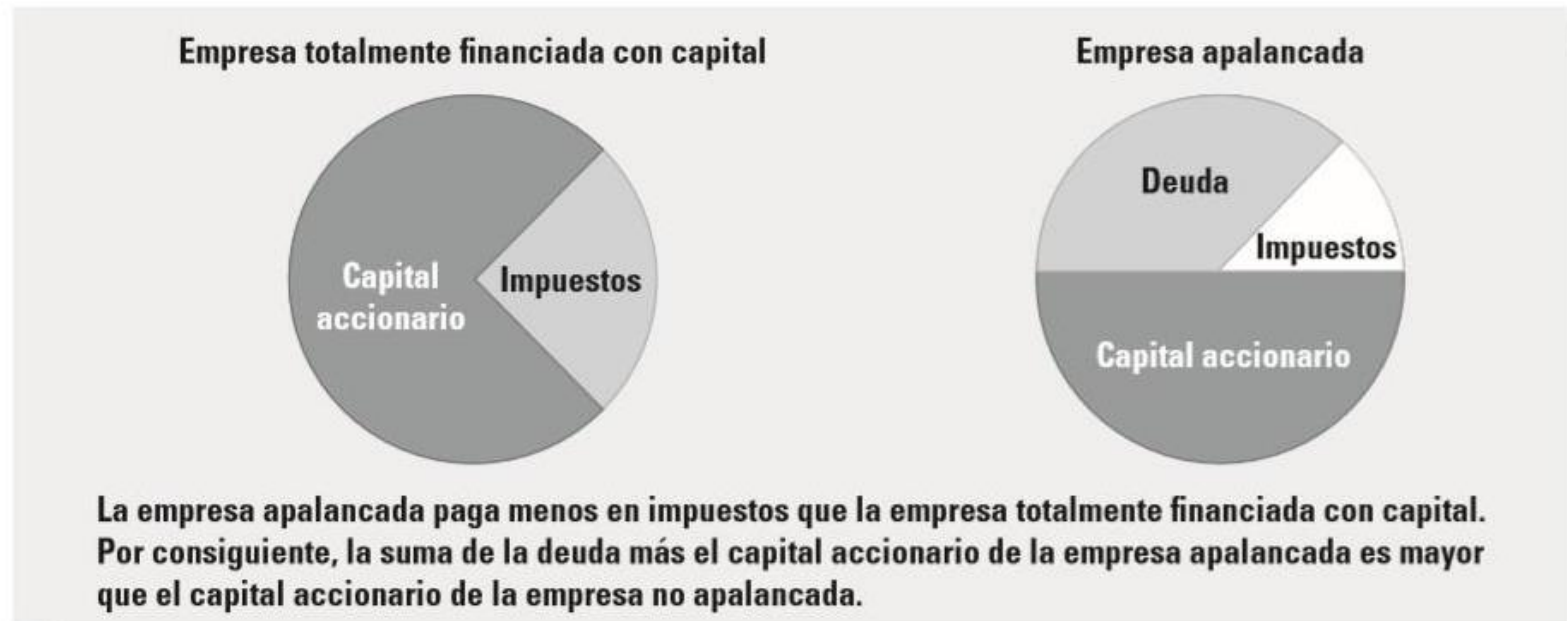 Empresa totalmente financiada con capital
Empresa apalancada
Capital
accionario
Impuestos
Deuda
Impuestos
Capital accionario
La empresa apalancada paga menos en impuestos que la empresa totalmente financiada con capital.
Por consiguiente, la suma de la deuda más el capital accionario de la empresa apalancada es mayor
que el capital accionario de la empresa no apalancada.